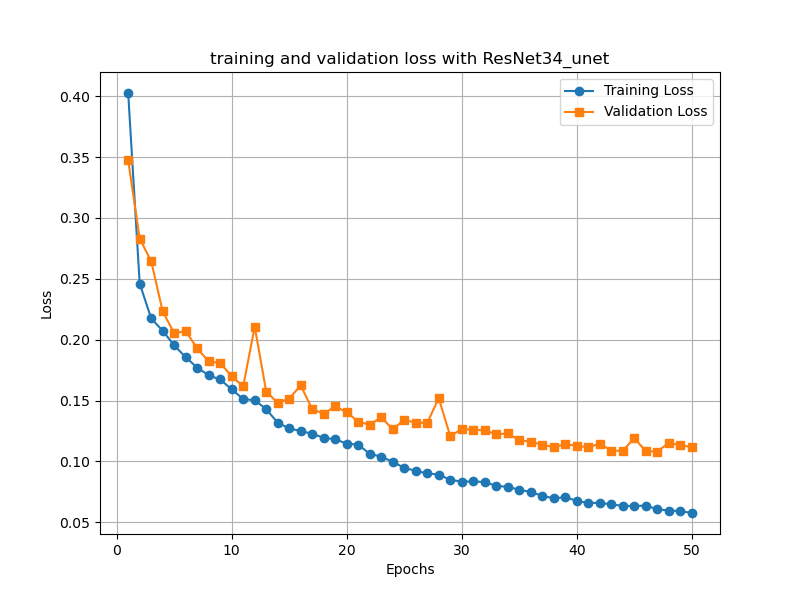 training and validation loss with ResNet34_unet
Training Loss
Validation Loss
0.40
0.35
0.30
0.25
0.20
0.15
0.10
0.05
Loss
0 10 20 30 40 50
Epochs